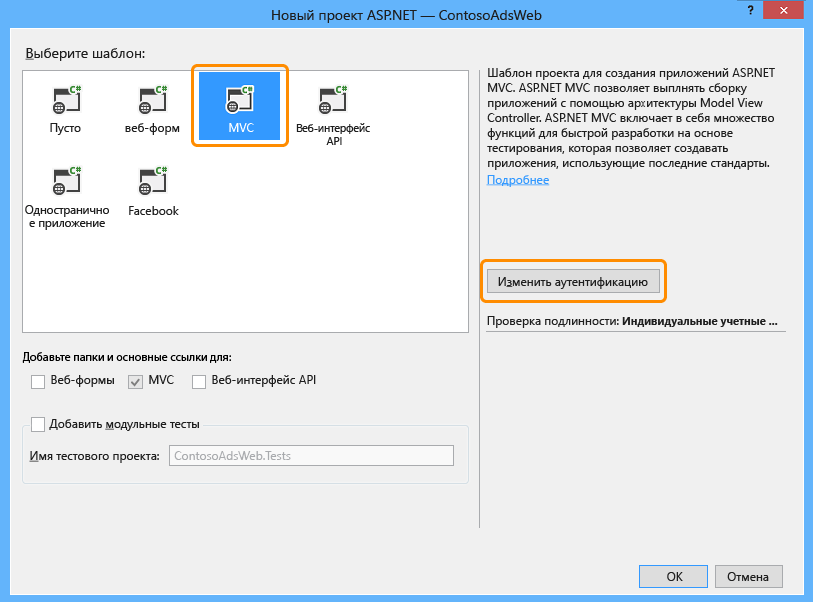 Новый проект ASP.NET — ContosoAdsWeb
?
Выберите шаблон:
C# C# C# C#
Пусто веб-форм MVC Веб-интерфейс
API
C# C#
Одностранично Facebook
е приложение
Шаблон проекта для создания приложений ASP.NET
MVC. ASP.NET MVC позволяет выплнять сборку
приложений с помощью архитектуры Model View
Controller. ASP.NET MVC включает в себя множество
функций для быстрой разработки на основе
тестирования, которая позволяет создавать
приложения, использующие последние стандарты.
Подробнее
Изменить аутентификацию
Проверка подлинности: Индивидуальные учетные ...
Добавьте папки и основные ссылки для:
Веб-формы MVC Веб-интерфейс API
Добавить модульные тесты
Имя тестового проекта: ContosoAdsWeb.Tests
OK Отмена